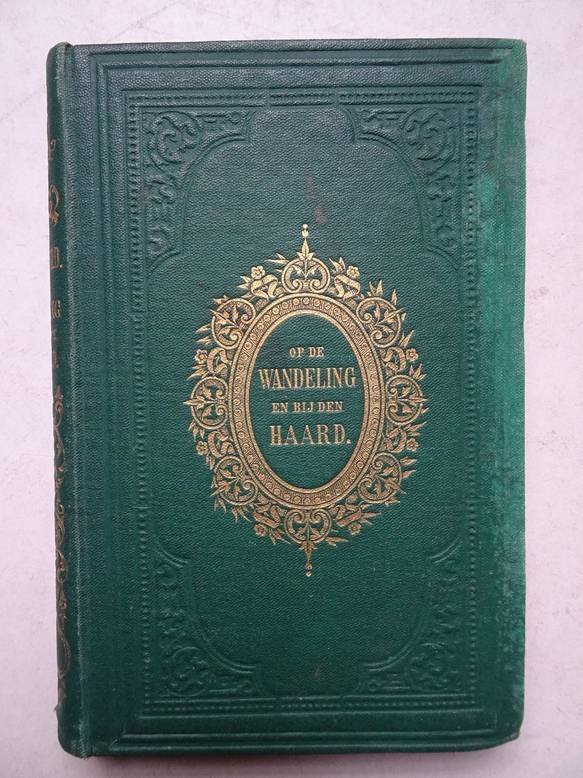 OP DE
WANDELING
EN BIJ DEN
HAARD.